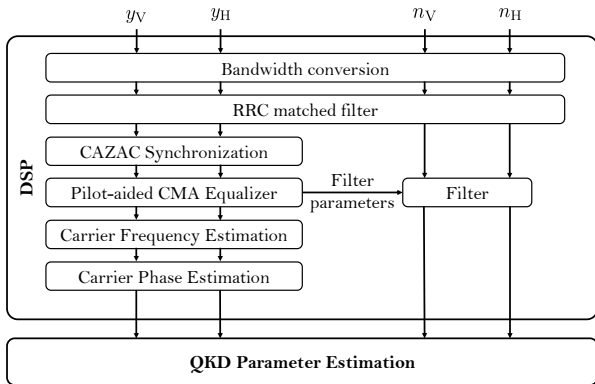 y_V y_H n_V n_H
Bandwidth conversion
RRC matched filter
CAZAC Synchronization
DSP
Pilot-aided CMA Equalizer
Filter
parameters
Filter
Carrier Frequency Estimation
Carrier Phase Estimation
QKD Parameter Estimation